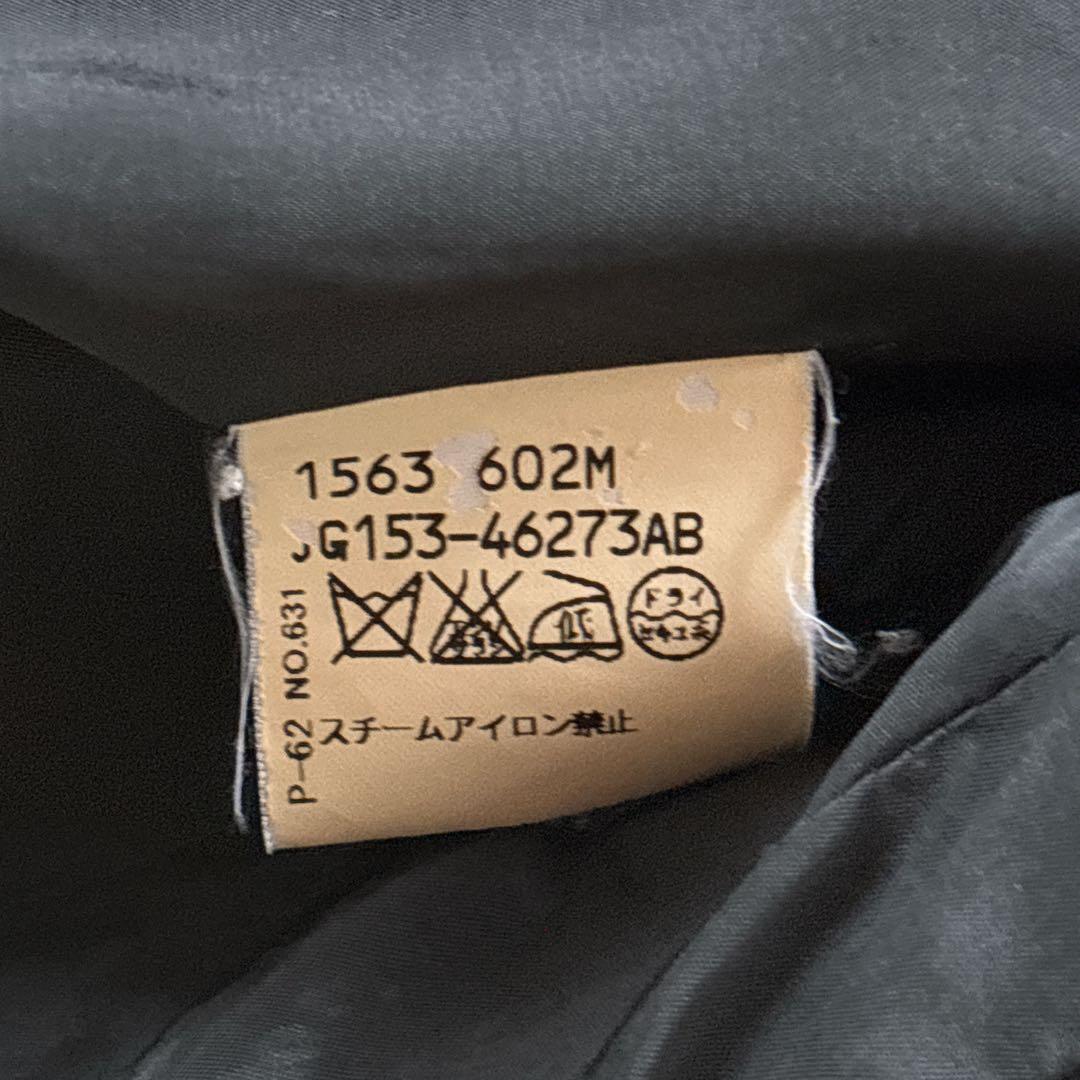 1563 602M
JG153-46273AB
ドライ
セキユ系
スチームアイロン禁止
P-62 NO.631